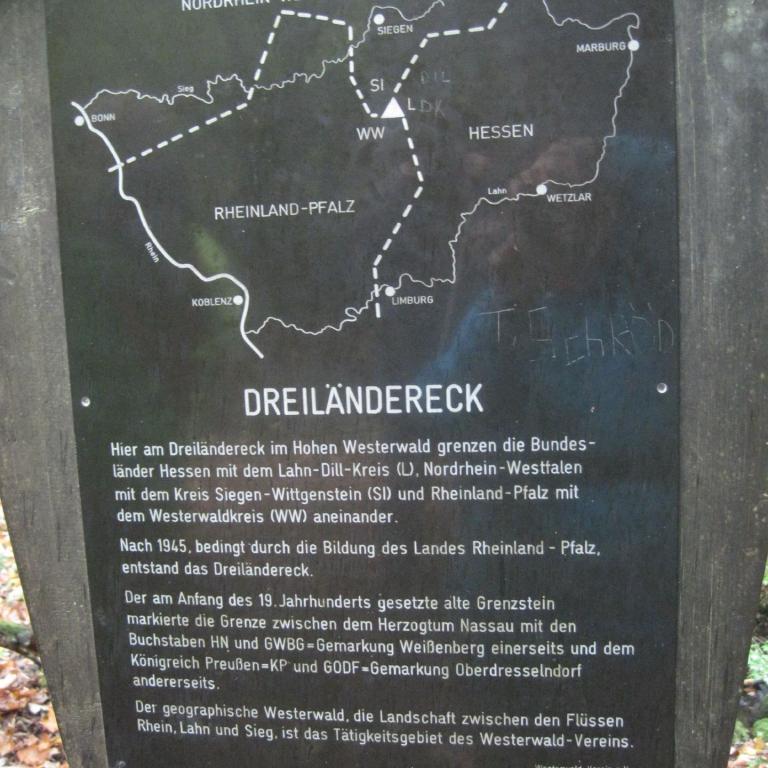 NORDRHEIN-
SIEGEN
MARBURG
Sieg
SI
DIL
BONN
L
DK
WW
HESSEN
Lahn
WETZLAR
RHEINLAND-PFALZ
Rhein
KOBLENZ
LIMBURG
DREILÄNDERECK
Hier am Dreiländereck im Hohen Westerwald grenzen die Bundes-
länder Hessen mit dem Lahn-Dill-Kreis (L), Nordrhein-Westfalen
mit dem Kreis Siegen-Wittgenstein (SI) und Rheinland-Pfalz mit
dem Westerwaldkreis (WW) aneinander.
Nach 1945, bedingt durch die Bildung des Landes Rheinland - Pfalz,
entstand das Dreiländereck.
Der am Anfang des 19. Jahrhunderts gesetzte alte Grenzstein
markierte die Grenze zwischen dem Herzogtum Nassau mit den
Buchstaben HN und GWBG=Gemarkung Weißenberg einerseits und dem
Königreich Preußen=KP und GODF=Gemarkung Oberdresselndorf
andererseits.
Der geographische Westerwald, die Landschaft zwischen den Flüssen
Rhein, Lahn und Sieg, ist das Tätigkeitsgebiet des Westerwald-Vereins.